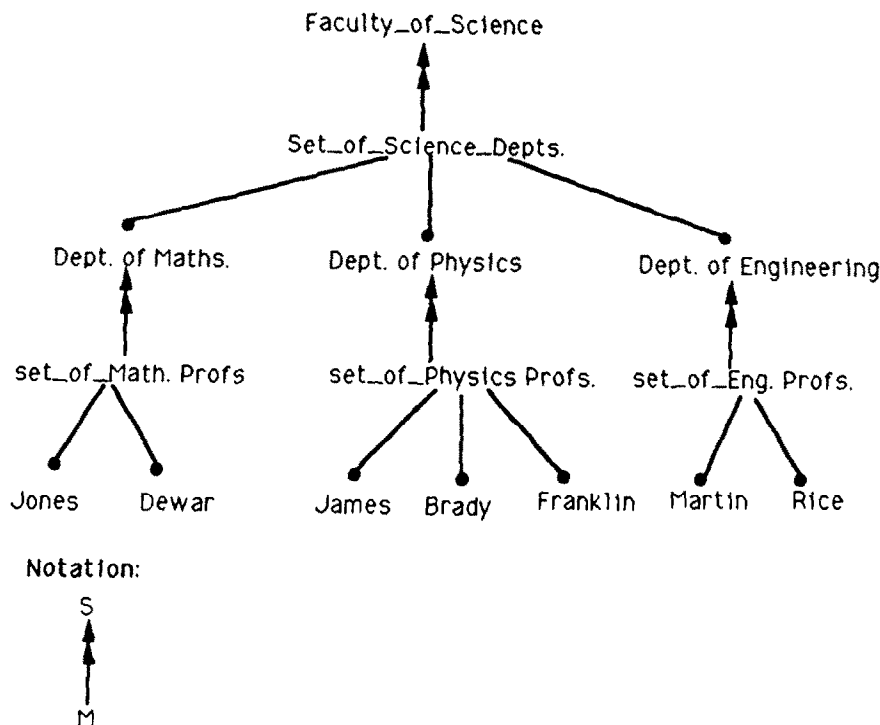 Faculty_of_Science
Set_of_Science_Depts.
Dept. of Maths. Dept. of Physics Dept. of Engineering
set_of_Math. Profs set_of_Physics Profs. set_of_Eng. Profs.
Jones Dewar James Brady Franklin Martin Rice
Notation:
S
M